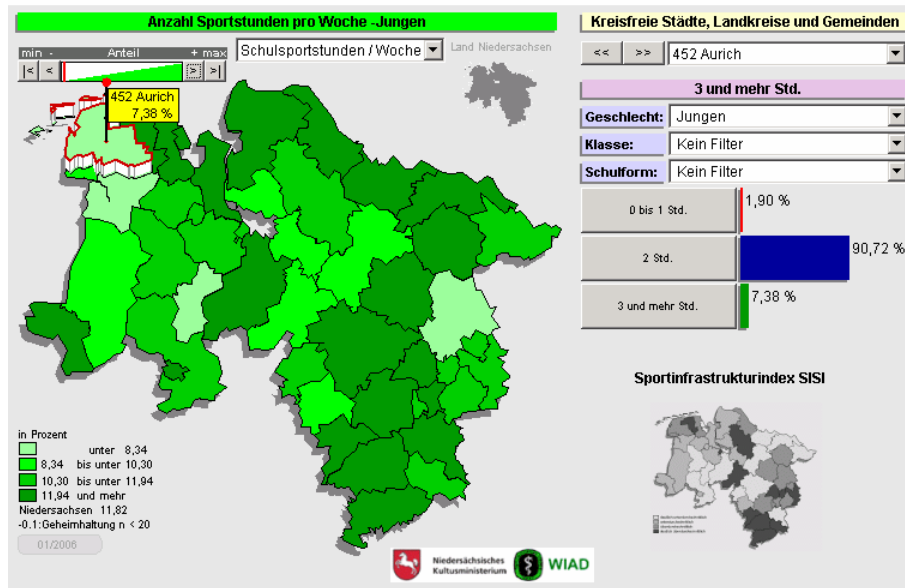 Anzahl Sportstunden pro Woche -Jungen
min - Anteil + max
|< < > >|
Schulsportstunden / Woche
Land Niedersachsen
452 Aurich
7,38 %
in Prozent
unter 8,34
8,34 bis unter 10,30
10,30 bis unter 11,94
11,94 und mehr
Niedersachsen 11,82
-0.1:Geheimhaltung n < 20
01/2006
Kreisfreie Städte, Landkreise und Gemeinden
<< >> 452 Aurich
3 und mehr Std.
Geschlecht: Jungen
Klasse: Kein Filter
Schulform: Kein Filter
0 bis 1 Std. 1,90 %
2 Std. 90,72 %
3 und mehr Std. 7,38 %
Sportinfrastrukturindex SISI
Niedersächsisches
Kultusministerium
WIAD